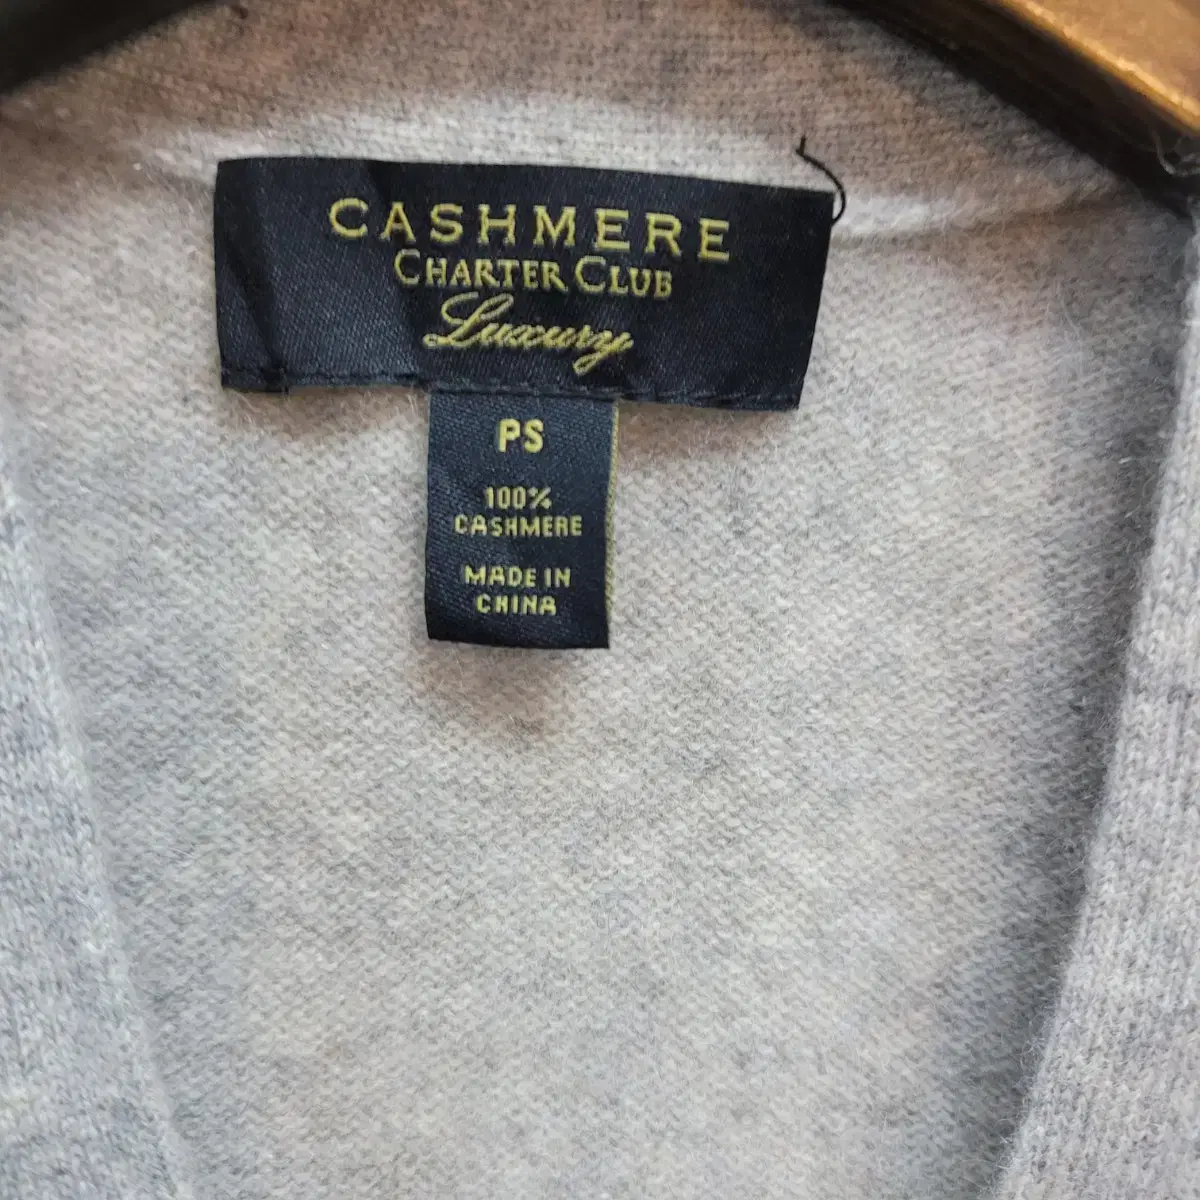 CASHMERE
CHARTER CLUB
Luxury
PS
100%
CASHMERE
MADE IN
CHINA